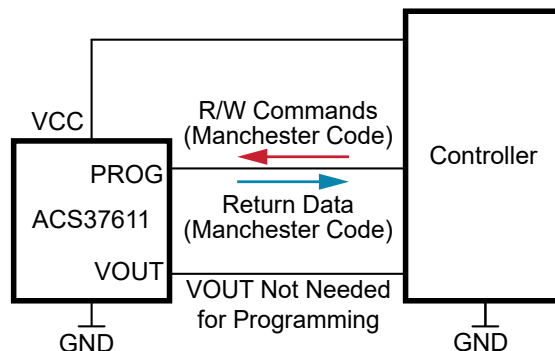 VCC
R/W Commands
(Manchester Code)
PROG
Controller
ACS37611
Return Data
(Manchester Code)
VOUT
VOUT Not Needed
for Programming
GND
GND